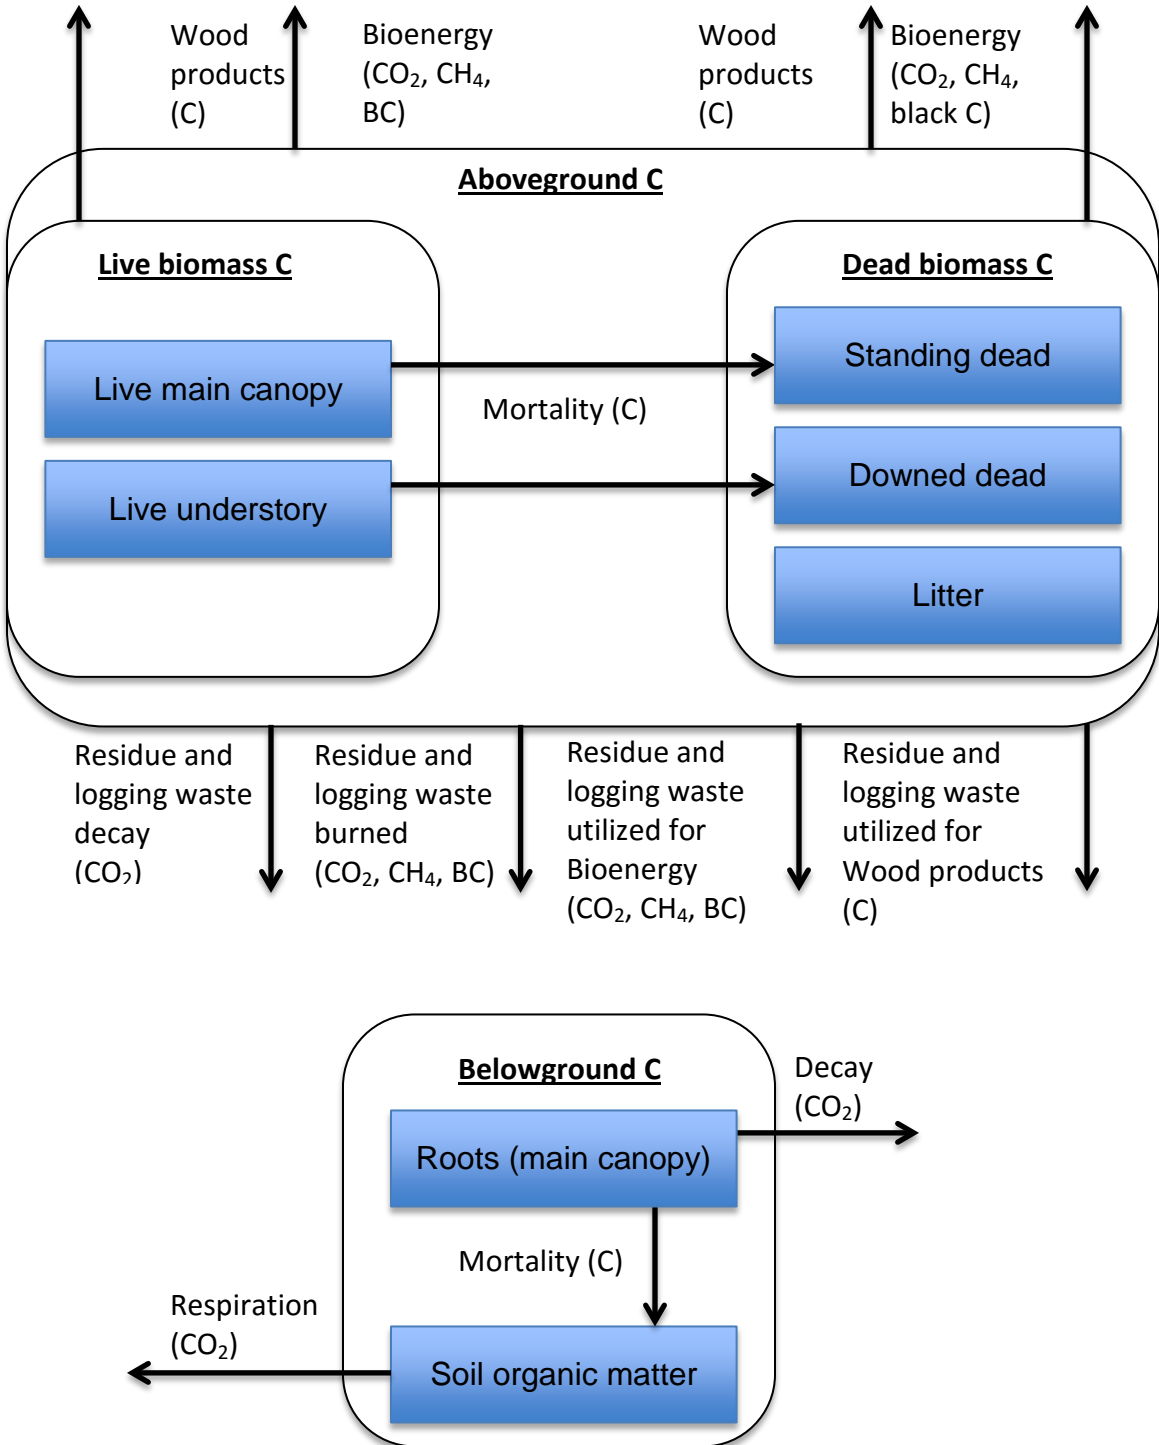 Wood
products
(C)
Bioenergy
(CO₂, CH₄,
BC)
Wood
products
(C)
Bioenergy
(CO₂, CH₄,
black C)
Aboveground C
Live biomass C
Dead biomass C
Live main canopy
Live understory
Mortality (C)
Standing dead
Downed dead
Litter
Residue and
logging waste
decay
(CO₂)
Residue and
logging waste
burned
(CO₂, CH₄, BC)
Residue and
logging waste
utilized for
Bioenergy
(CO₂, CH₄, BC)
Residue and
logging waste
utilized for
Wood products
(C)
Belowground C
Decay
(CO₂)
Roots (main canopy)
Mortality (C)
Respiration
(CO₂)
Soil organic matter